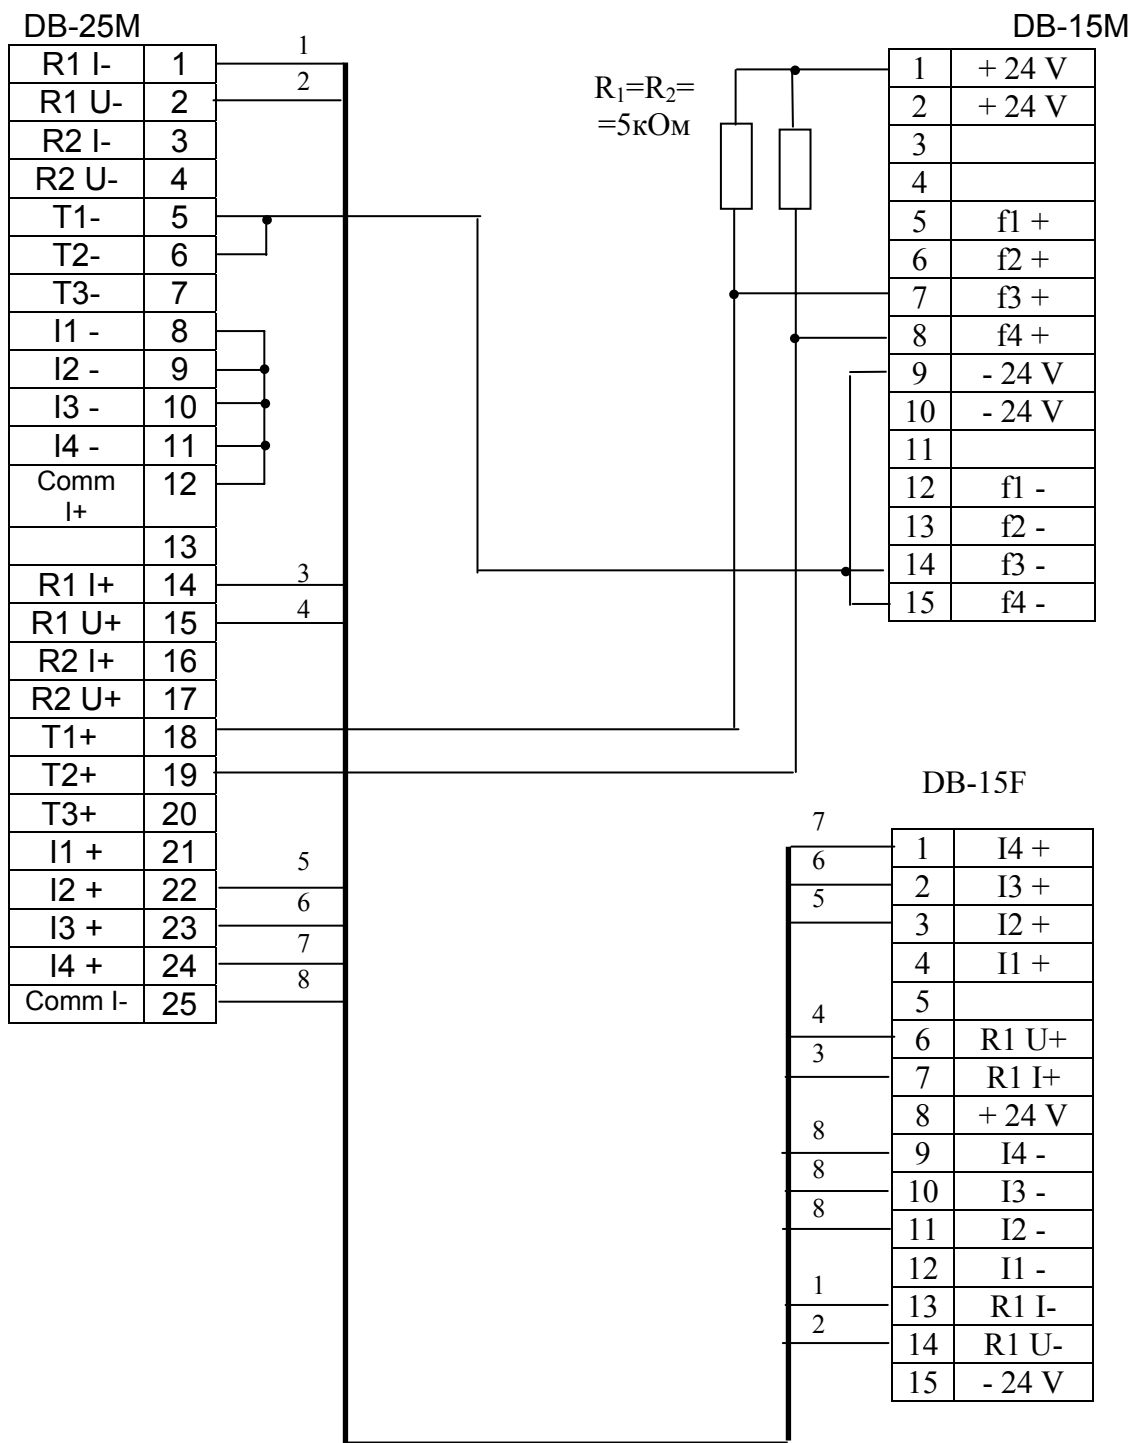 DB-25M
R1 I- 1
R1 U- 2
R2 I- 3
R2 U- 4
T1- 5
T2- 6
T3- 7
I1 - 8
I2 - 9
I3 - 10
I4 - 11
Comm 12
I+
13
R1 I+ 14
R1 U+ 15
R2 I+ 16
R2 U+ 17
T1+ 18
T2+ 19
T3+ 20
I1 + 21
I2 + 22
I3 + 23
I4 + 24
Comm I- 25
1
2
3
4
5
6
7
8
R₁=R₂=
=5кОм
DB-15M
1 + 24 V
2 + 24 V
3
4
5 f1 +
6 f2 +
7 f3 +
8 f4 +
9 - 24 V
10 - 24 V
11
12 f1 -
13 f2 -
14 f3 -
15 f4 -
DB-15F
7
6
5
4
3
8
8
8
1
2
1 I4 +
2 I3 +
3 I2 +
4 I1 +
5
6 R1 U+
7 R1 I+
8 + 24 V
9 I4 -
10 I3 -
11 I2 -
12 I1 -
13 R1 I-
14 R1 U-
15 - 24 V